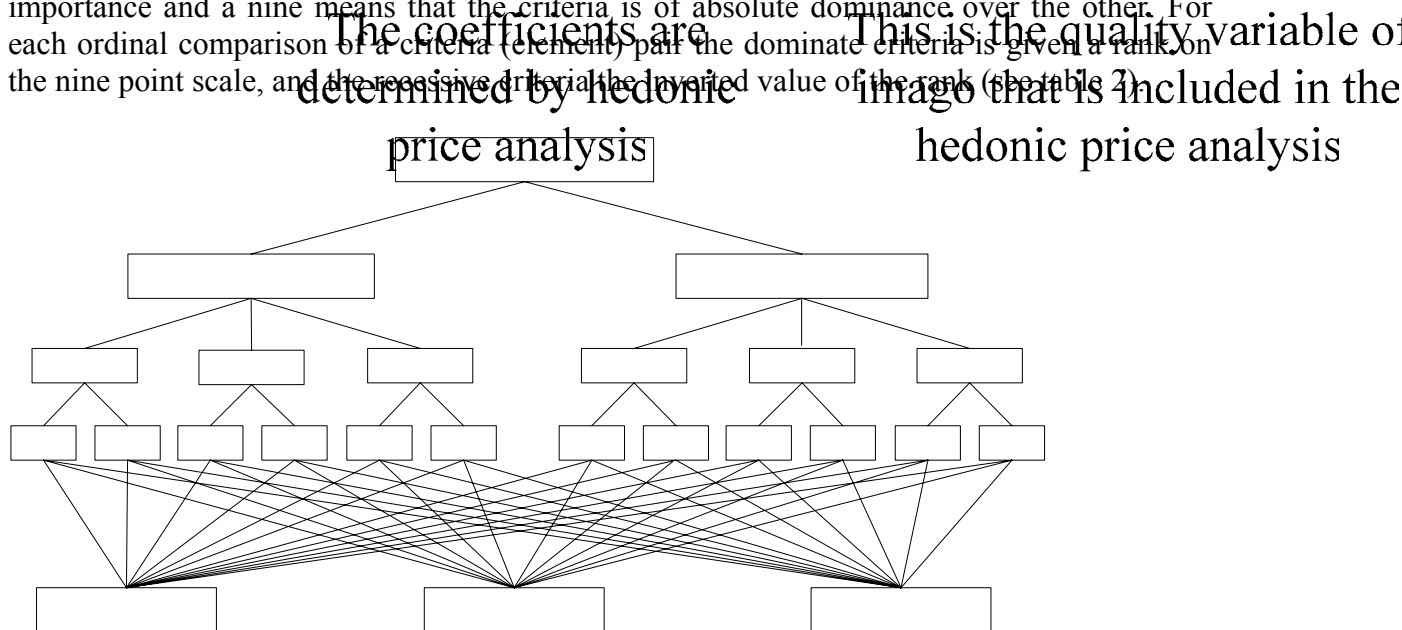 importance and a nine means that the criteria is of absolute dominance over the other. For
each ordinal comparison of a criteria (element) pair the dominate criteria is given a rank on
the nine point scale, and the recessive criteria the inverted value of the rank (see table 2).
The coefficients are
determined by hedonic
price analysis
This is the quality variable of
imago that is included in the
hedonic price analysis